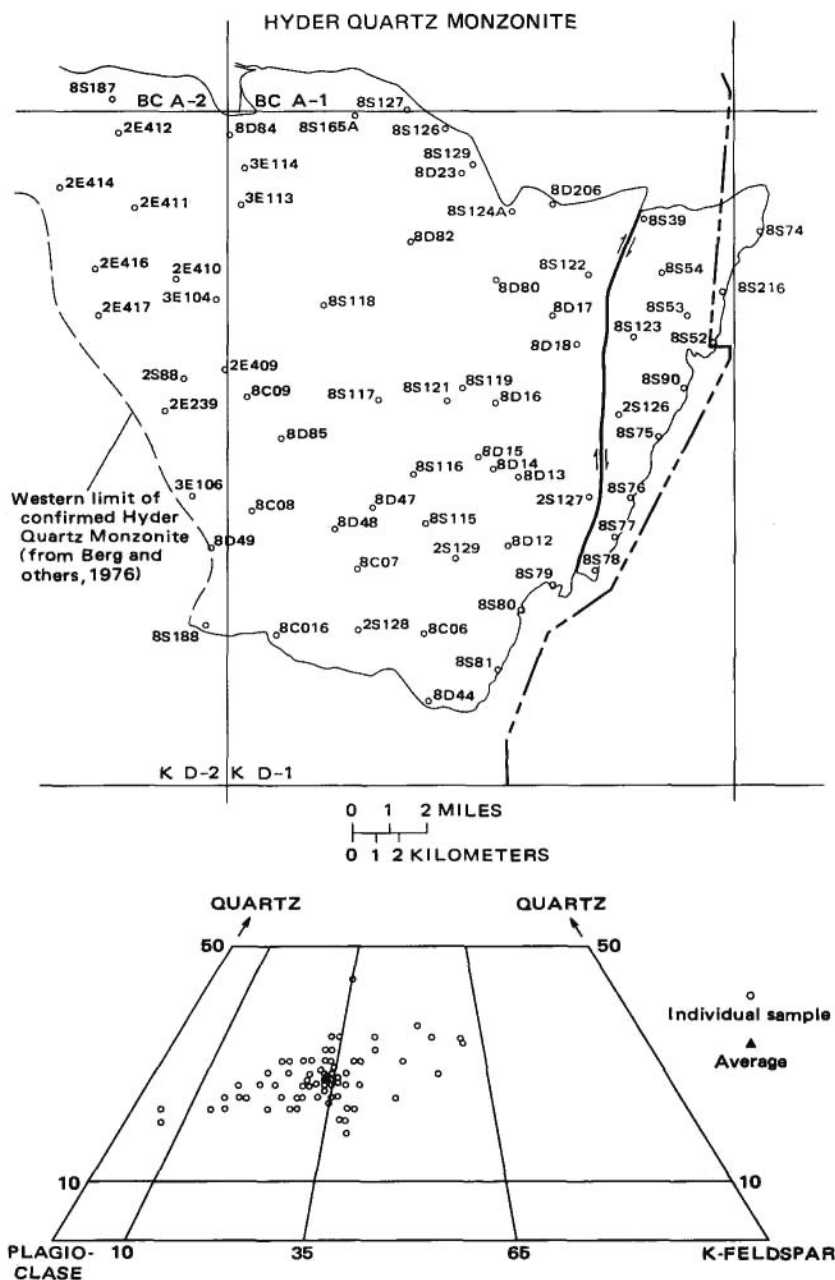 HYDER QUARTZ MONZONITE
8S187
BC A-2
BC A-1
8S127
2E412
8D84
8S165A
8S126
3E114
8S129
8D23
2E414
2E411
3E113
8S124A
8D206
8S39
8S74
8D82
2E416
2E410
8S122
8S54
8D80
8S216
3E104
8S118
2E417
8D17
8S53
8S123
8D18
8S52
2E409
2S88
8C09
8S119
8S90
8S117
8S121
8D16
2E239
2S126
8D85
8S75
8D15
8S116
8D14
8D13
3E106
8S76
Western limit of
confirmed Hyder
Quartz Monzonite
(from Berg and
others, 1976)
8C08
8D47
2S127
8D48
8S115
8S77
8D49
2S129
8D12
8C07
8S78
8S79
8S80
8S188
8C016
2S128
8C06
8S81
8D44
K D-2
K D-1
0 1 2 MILES
0 1 2 KILOMETERS
QUARTZ
QUARTZ
50
50
Individual sample
Average
10
10
PLAGIO-
CLASE
10
35
65
K-FELDSPAR